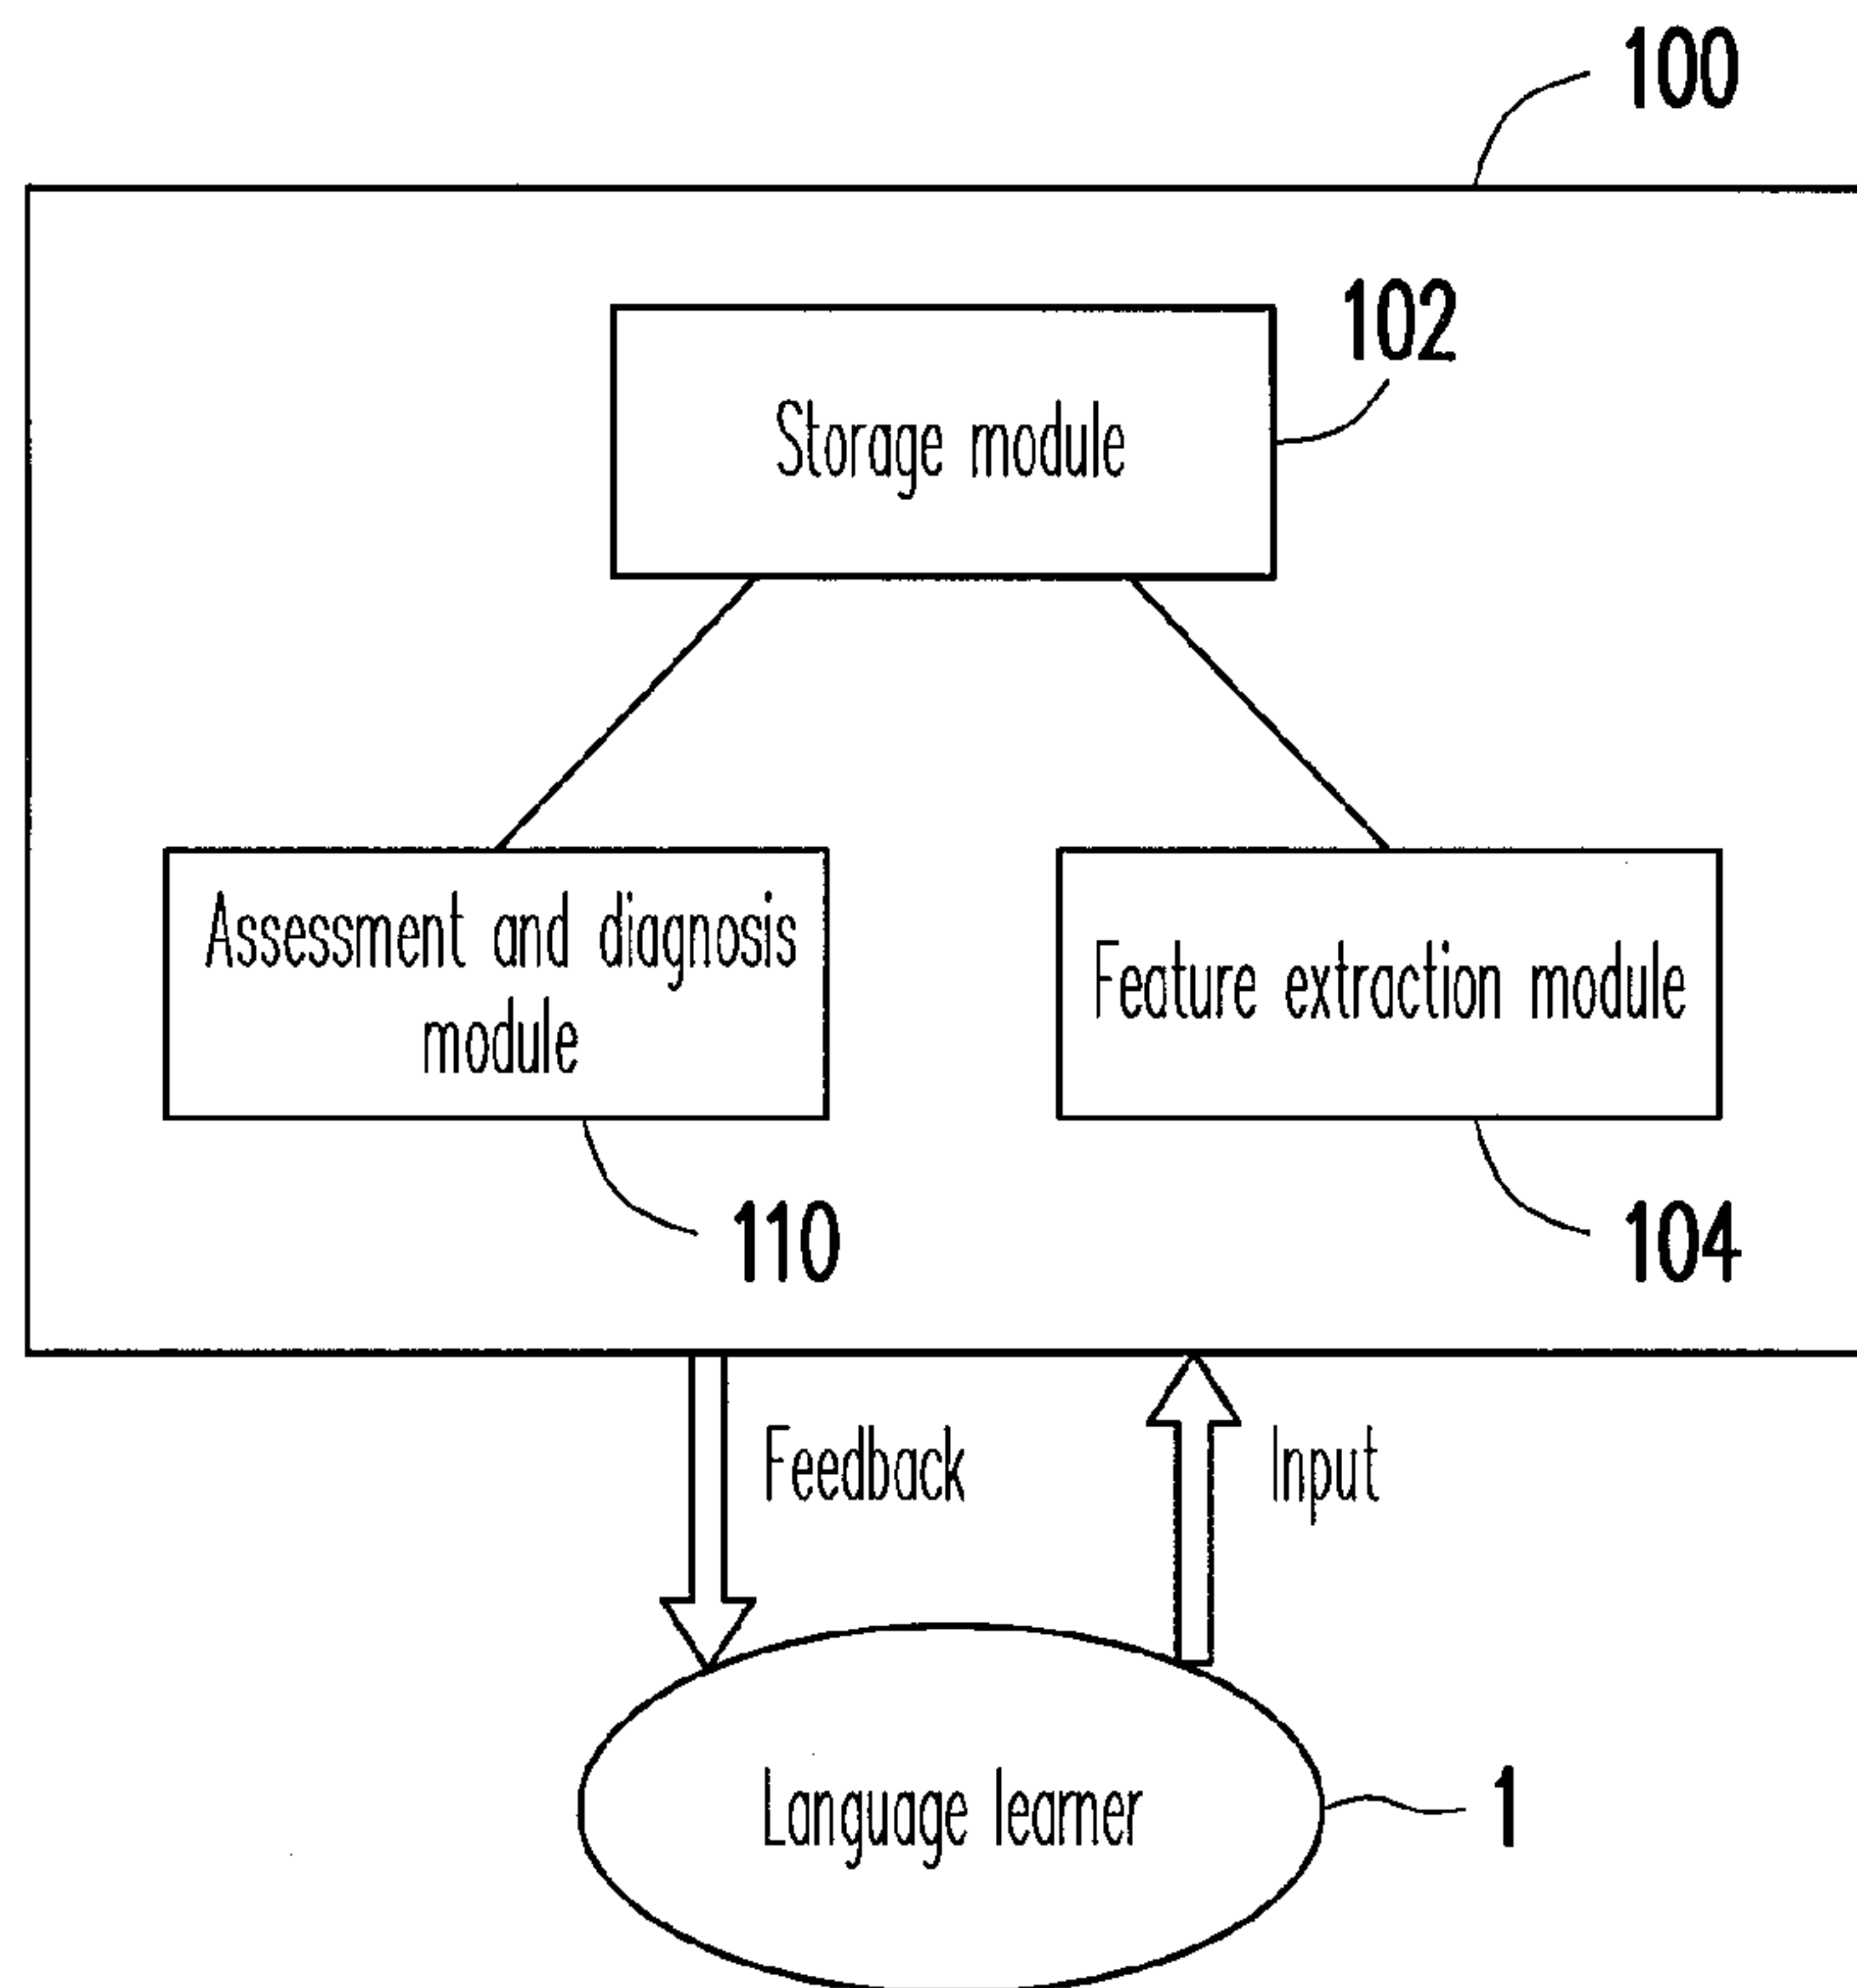 100
102
Storage module
Assessment and diagnosis
module
Feature extraction module
110
104
Feedback
Input
Language learner
1